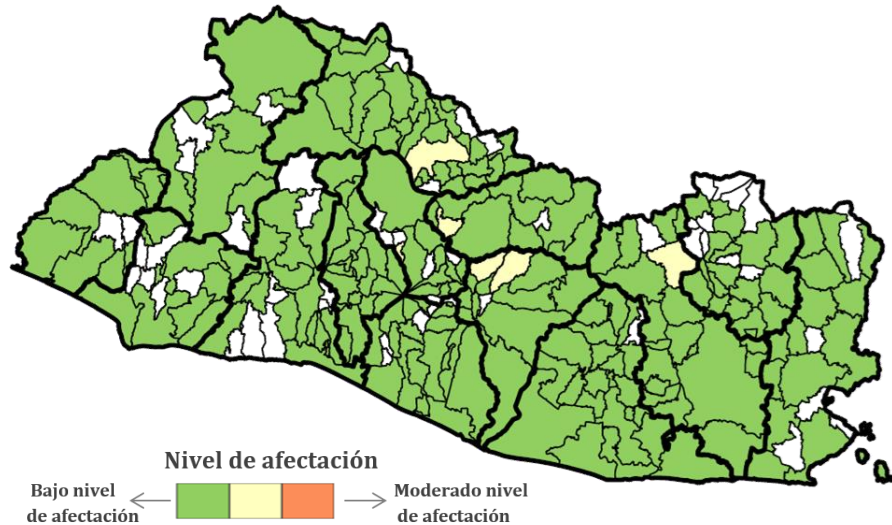 Nivel de afectación
Bajo nivel
de afectación
Moderado nivel
de afectación